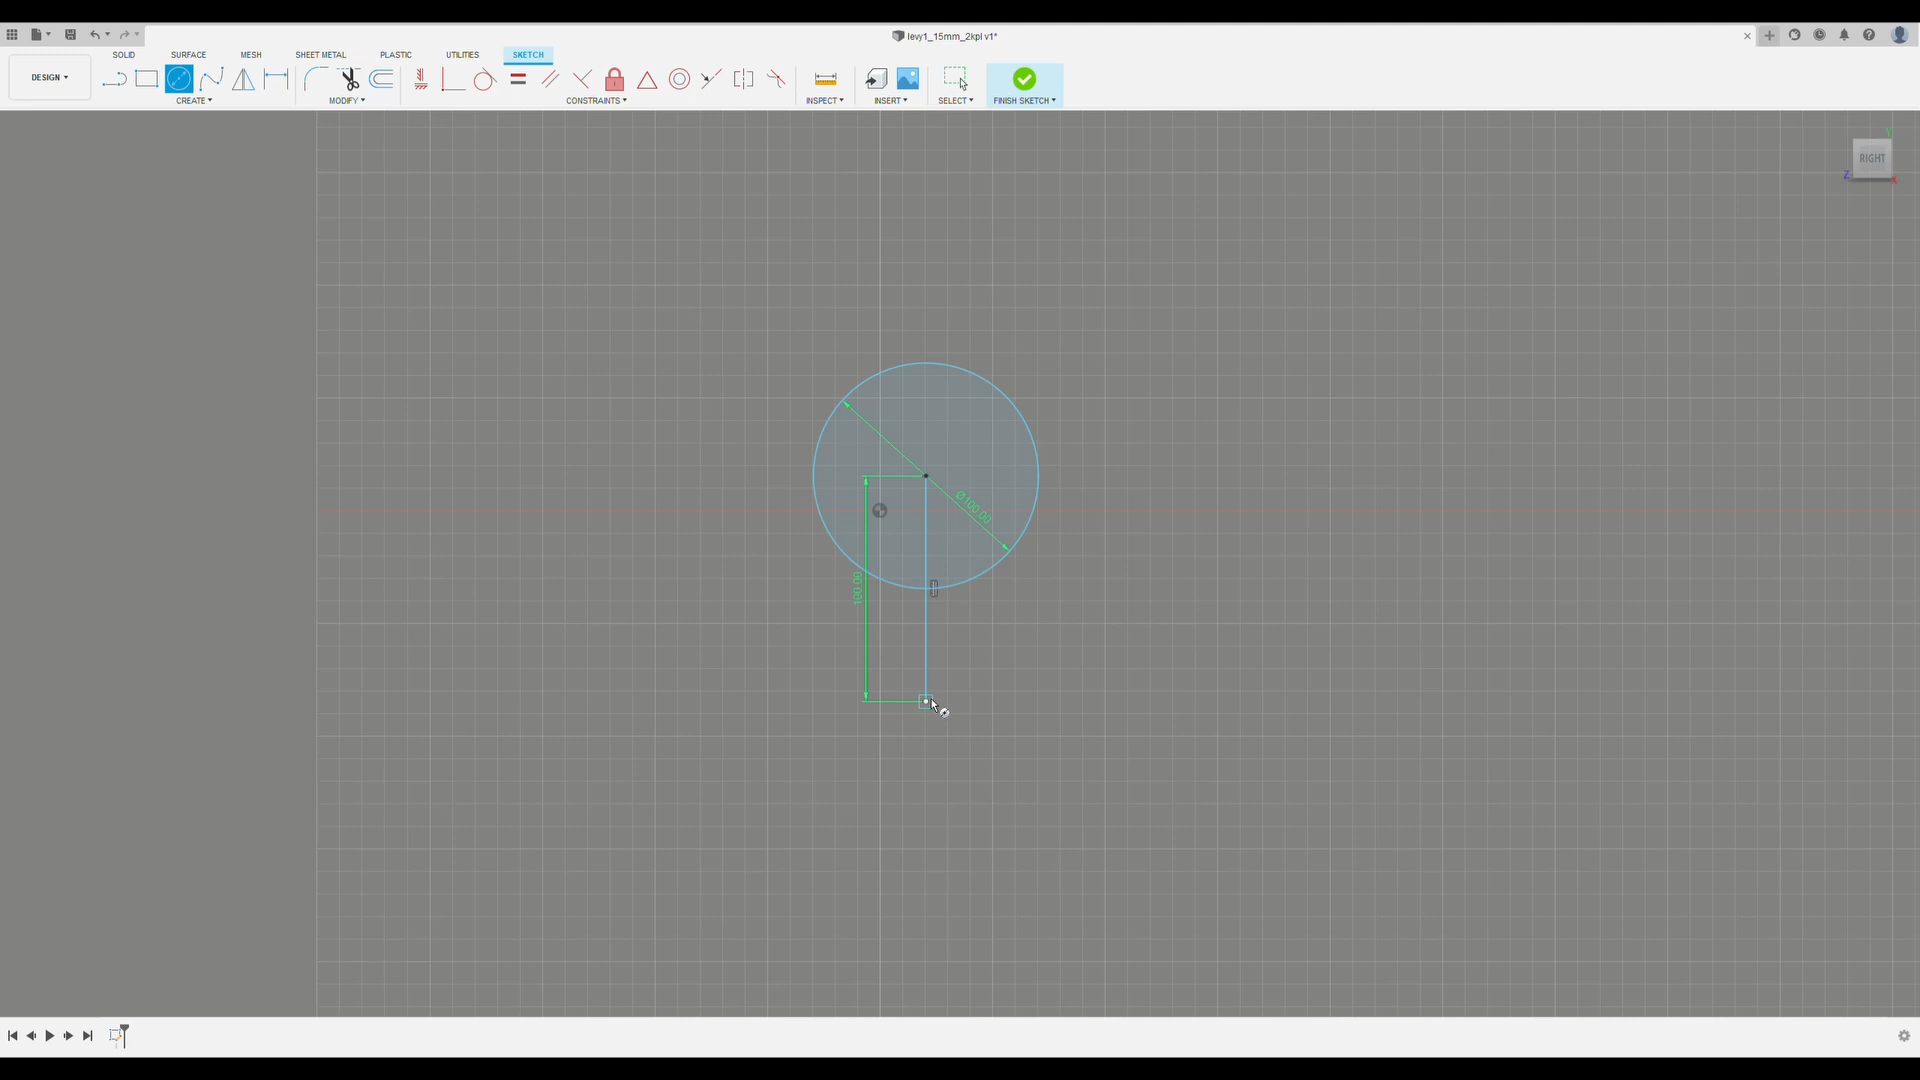 levy1_15mm_2kpl v1*
SOLID SURFACE MESH SHEET METAL PLASTIC UTILITIES SKETCH
DESIGN
CREATE MODIFY CONSTRAINTS INSPECT INSERT SELECT FINISH SKETCH
Y
RIGHT
Z X
Ø100.00
100.00